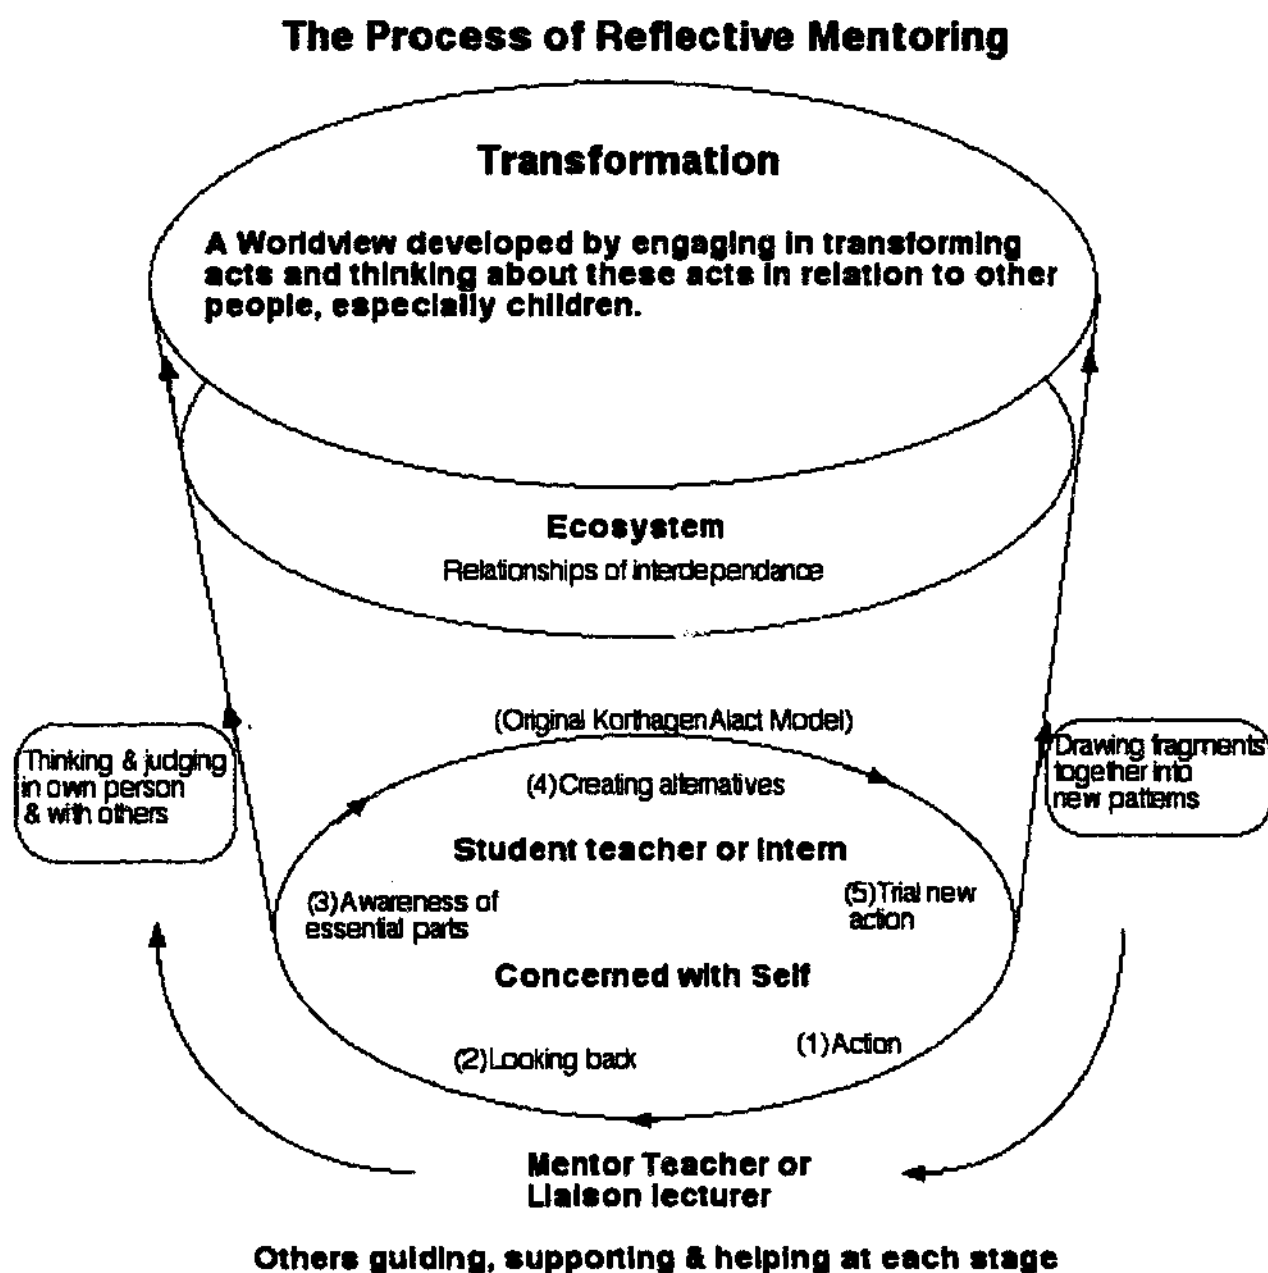 The Process of Reflective Mentoring
Transformation
A Worldview developed by engaging in transforming
acts and thinking about these acts in relation to other
people, especially children.
Ecosystem
Relationships of interdependance
(Original Korthagen Alact Model)
Thinking & judging
in own person
& with others
Drawing fragments
together into
new patterns
(4)Creating alternatives
Student teacher or Intern
(3)Awareness of
essential parts
(5)Trial new
action
Concerned with Self
(2)Looking back
(1)Action
Mentor Teacher or
Liaison lecturer
Others guiding, supporting & helping at each stage